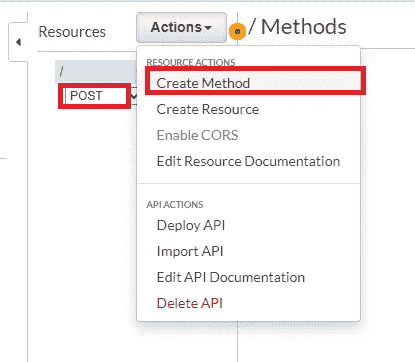 Resources
Actions
/ Methods
/
POST
RESOURCE ACTIONS
Create Method
Create Resource
Enable CORS
Edit Resource Documentation
API ACTIONS
Deploy API
Import API
Edit API Documentation
Delete API